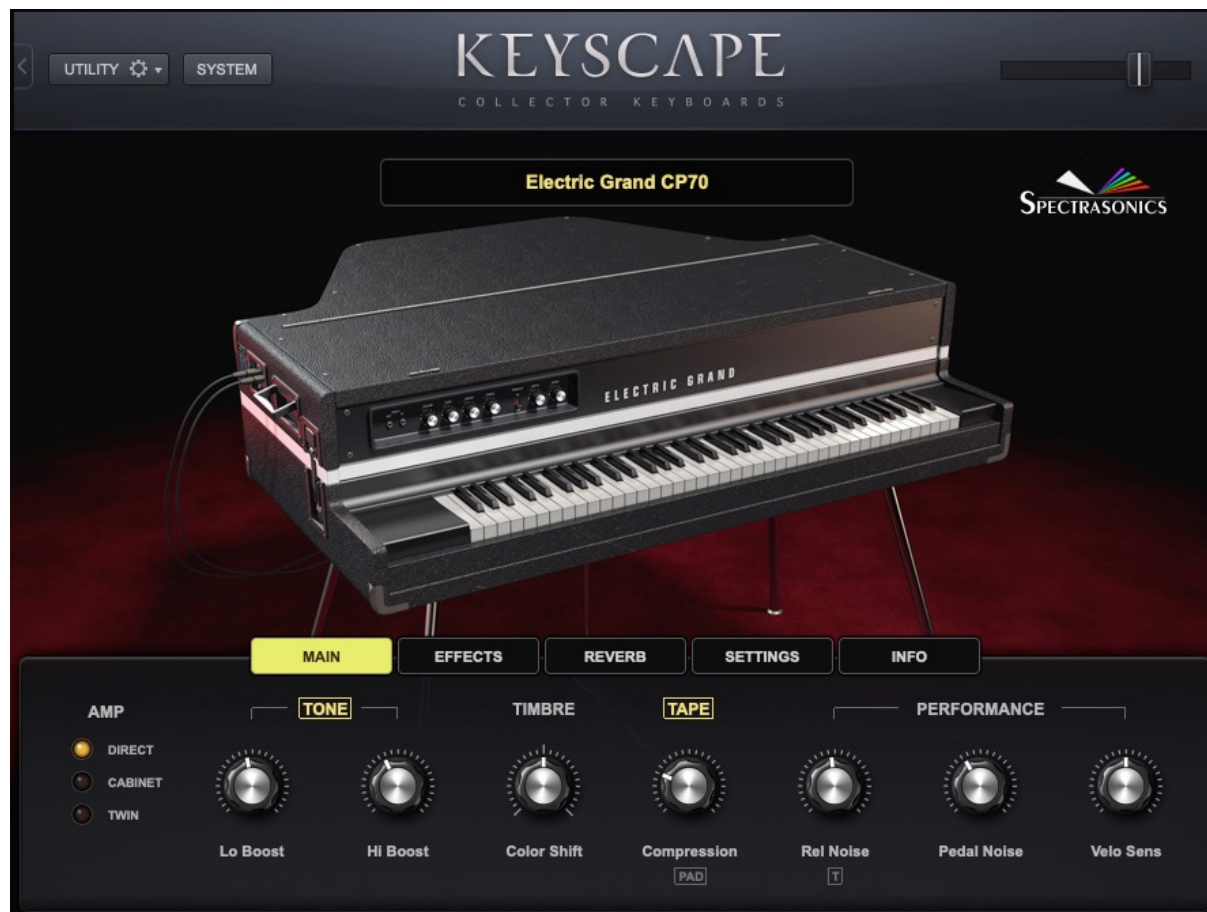 UTILITY
SYSTEM
KEYSCAPE
COLLECTOR KEYBOARDS
Electric Grand CP70
SPECTRASONICS
ELECTRIC GRAND
MAIN
EFFECTS
REVERB
SETTINGS
INFO
AMP
TONE
TIMBRE
TAPE
PERFORMANCE
DIRECT
CABINET
TWIN
Lo Boost
Hi Boost
Color Shift
Compression
Rel Noise
Pedal Noise
Velo Sens
PAD
T